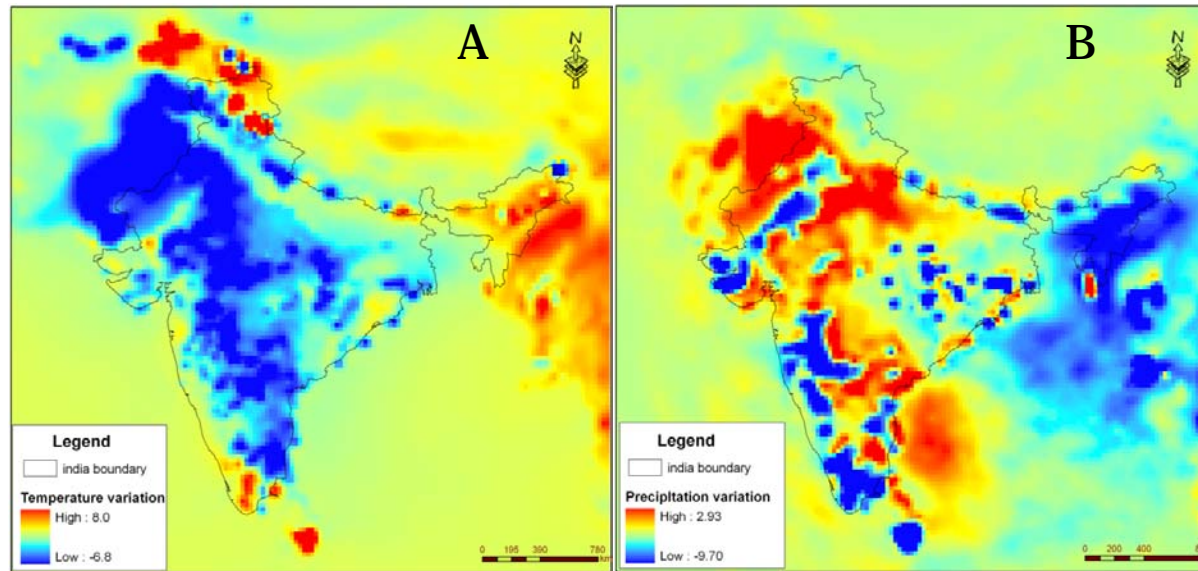 A
N
Legend
india boundary
Temperature variation
High : 8.0
Low : -6.8
0 195 390 780
B
N
Legend
india boundary
Precipitation variation
High : 2.93
Low : -9.70
0 200 400